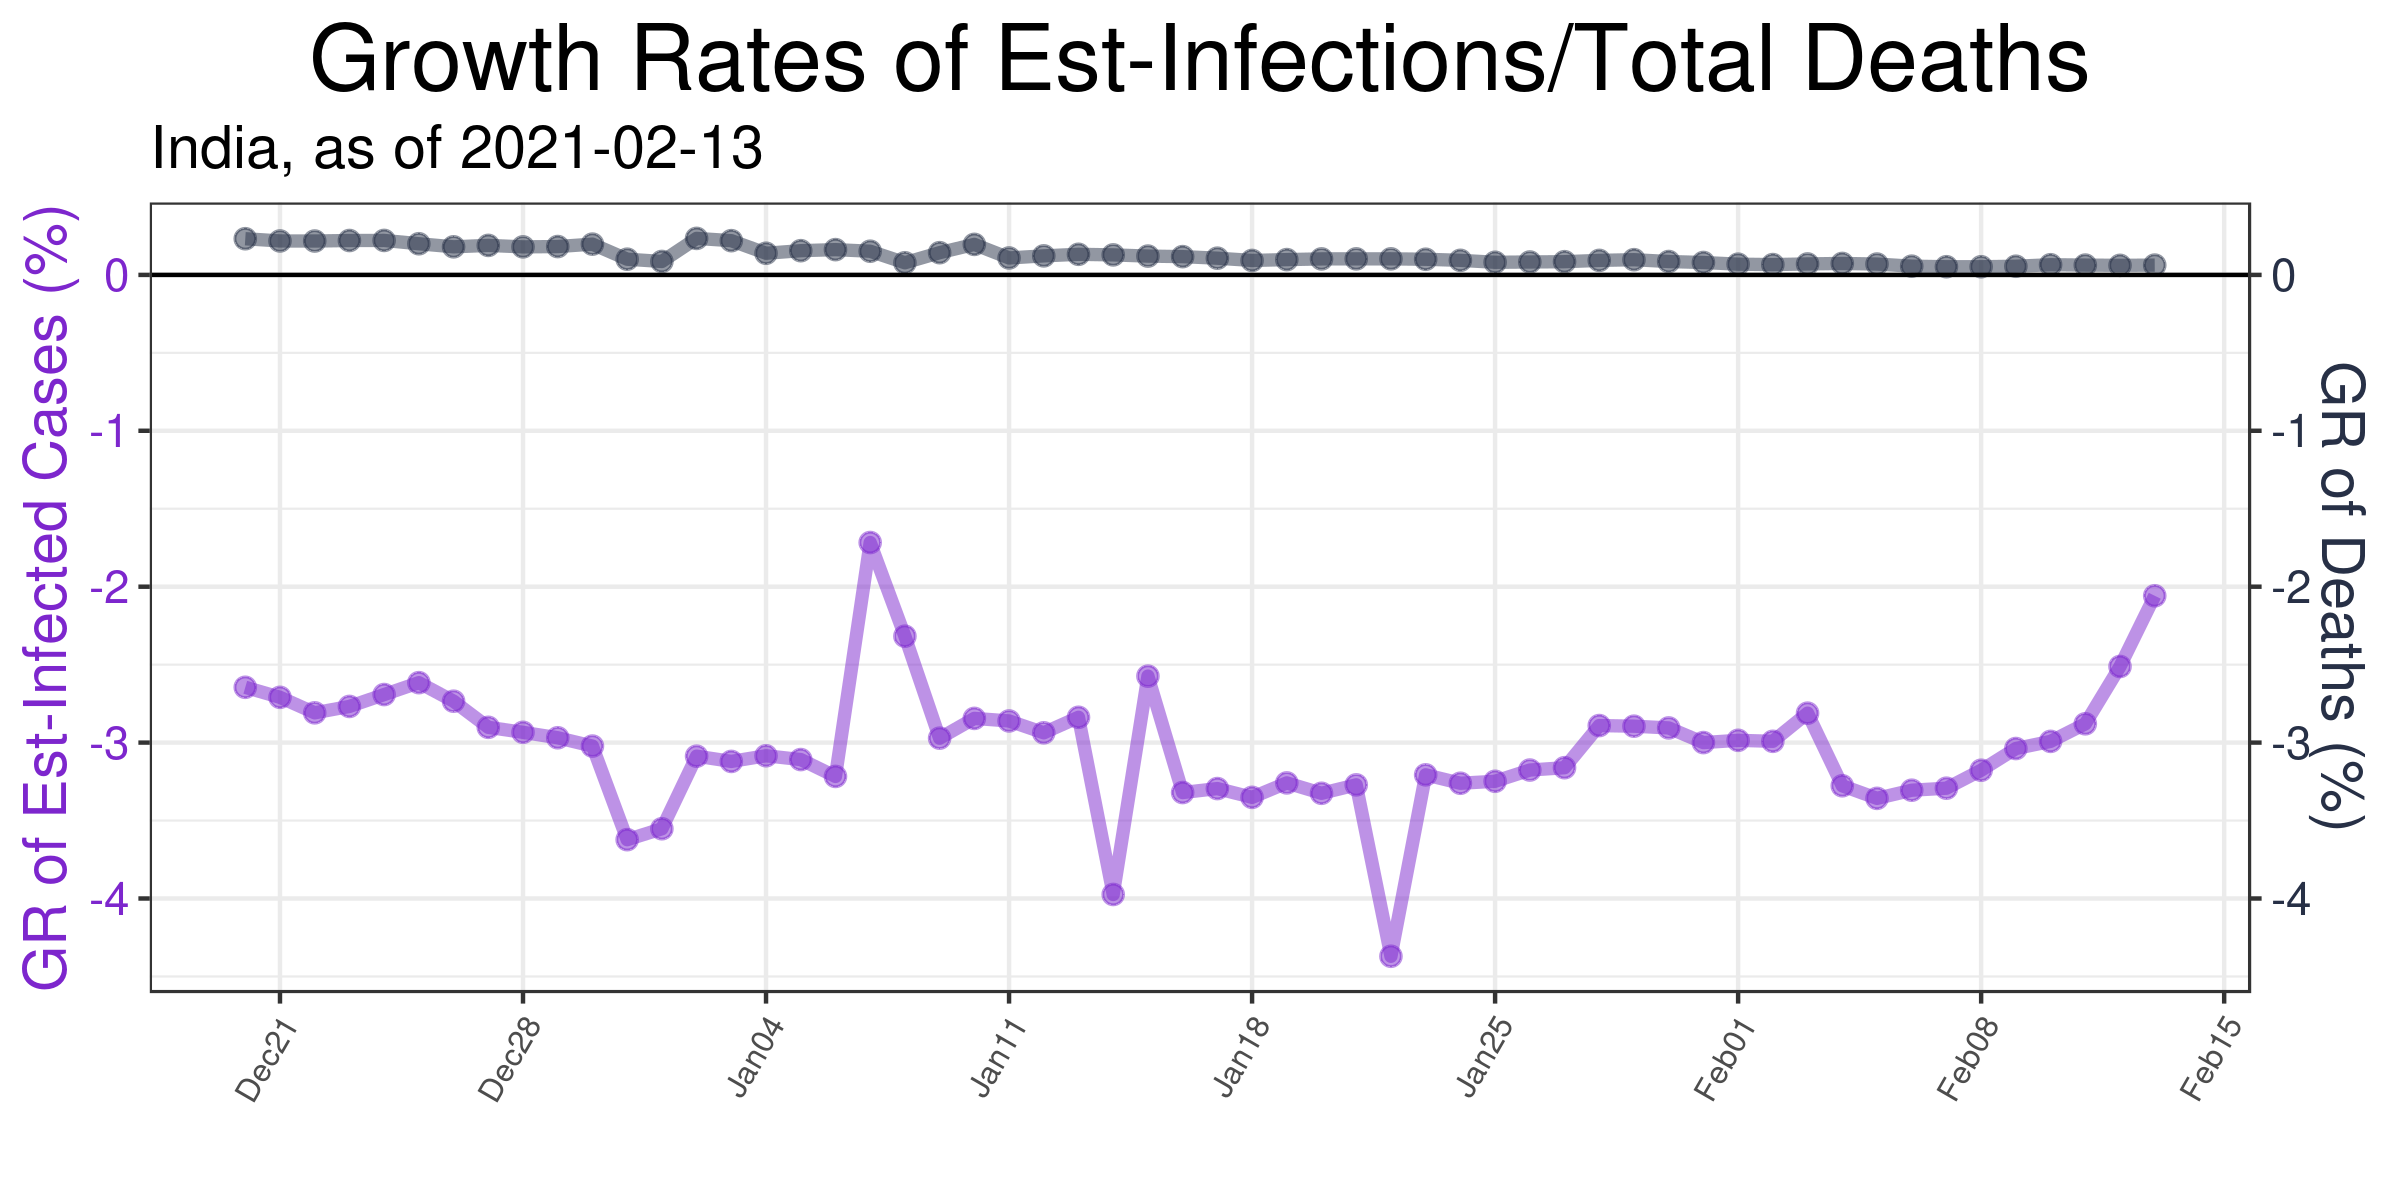 Growth Rates of Est-Infections/Total Deaths
India, as of 2021-02-13
GR of Est-Infected Cases (%)
0
-1
-2
-3
-4
0
-1
-2
-3
-4
GR of Deaths (%)
Dec21
Dec28
Jan04
Jan11
Jan18
Jan25
Feb01
Feb08
Feb15